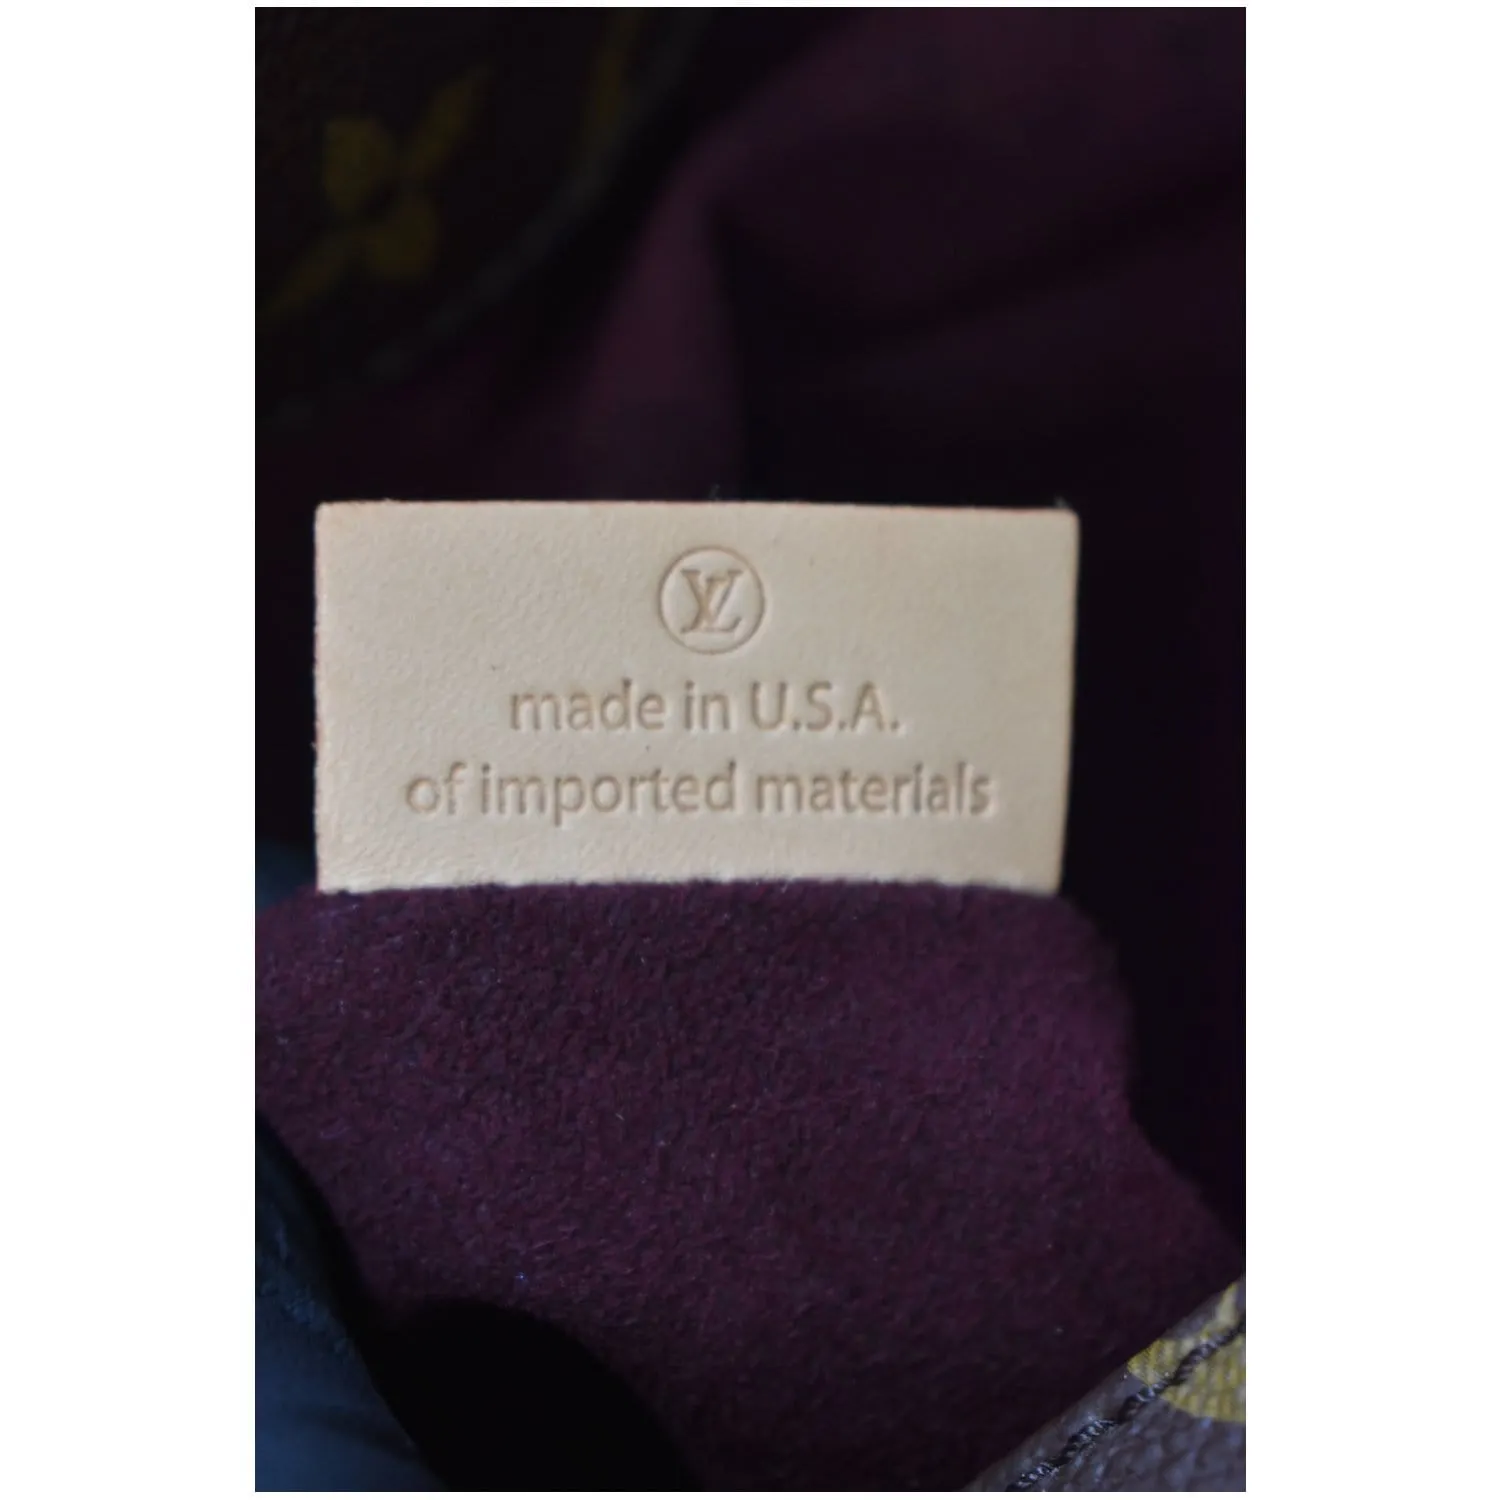 LV
made in U.S.A.
of imported materials